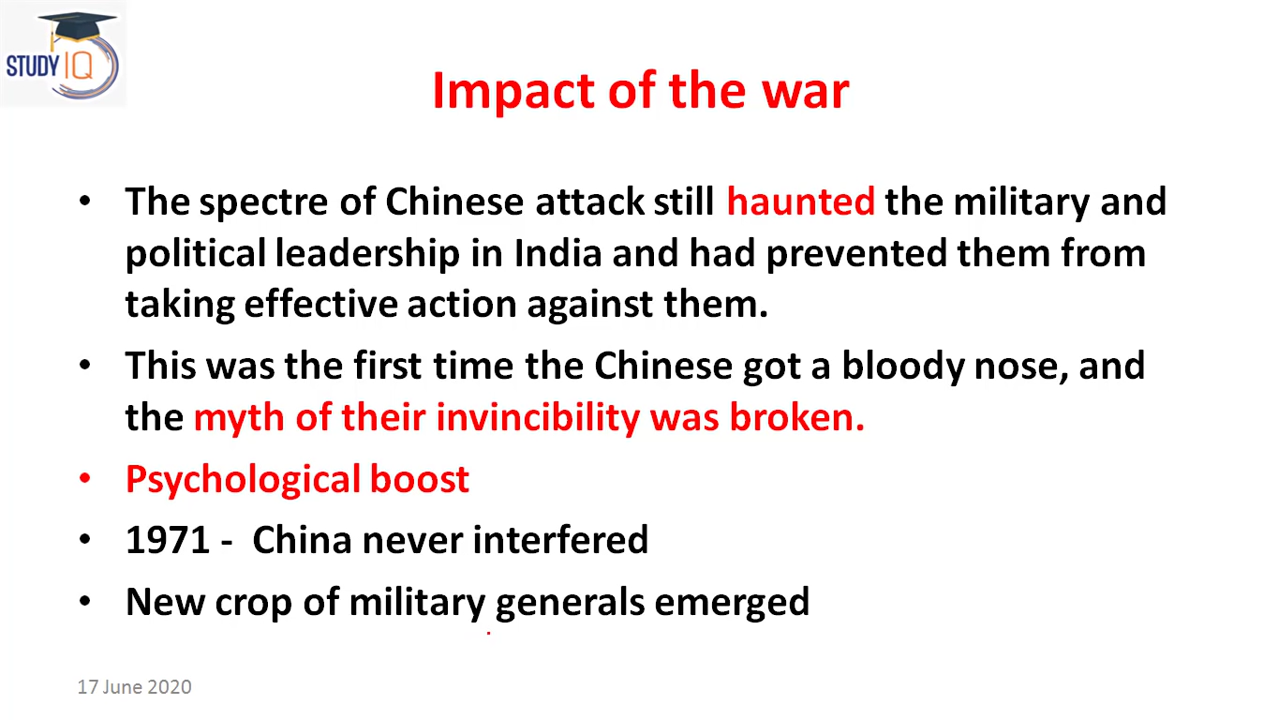 STUDY IQ
Impact of the war
• The spectre of Chinese attack still haunted the military and
political leadership in India and had prevented them from
taking effective action against them.
• This was the first time the Chinese got a bloody nose, and
the myth of their invincibility was broken.
• Psychological boost
• 1971 - China never interfered
• New crop of military generals emerged
17 June 2020